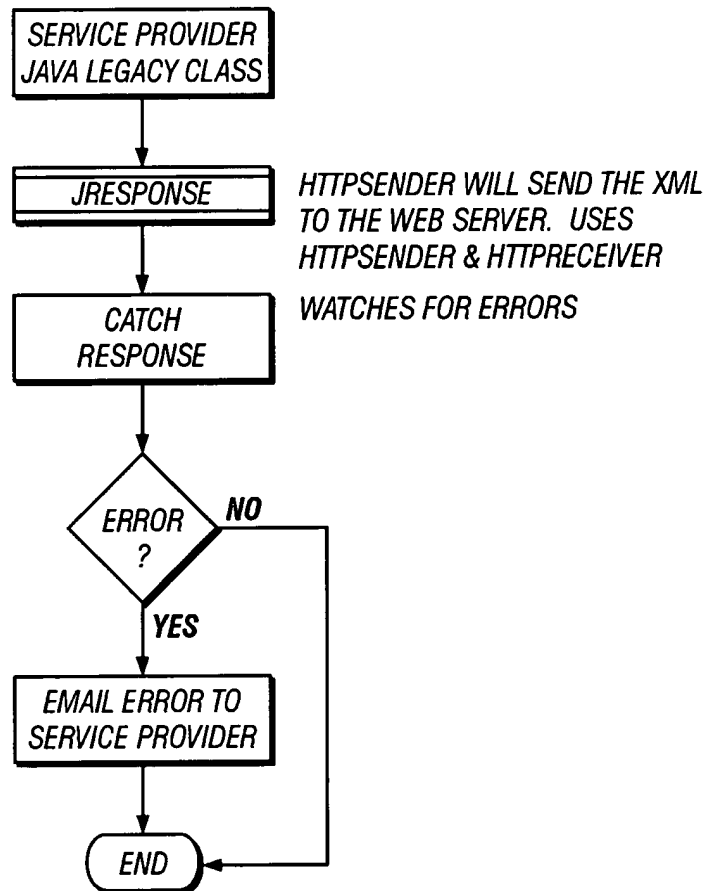 SERVICE PROVIDER
JAVA LEGACY CLASS
JRESPONSE
HTTPSENDER WILL SEND THE XML
TO THE WEB SERVER. USES
HTTPSENDER & HTTPRECEIVER
CATCH
RESPONSE
WATCHES FOR ERRORS
ERROR
?
NO
YES
EMAIL ERROR TO
SERVICE PROVIDER
END